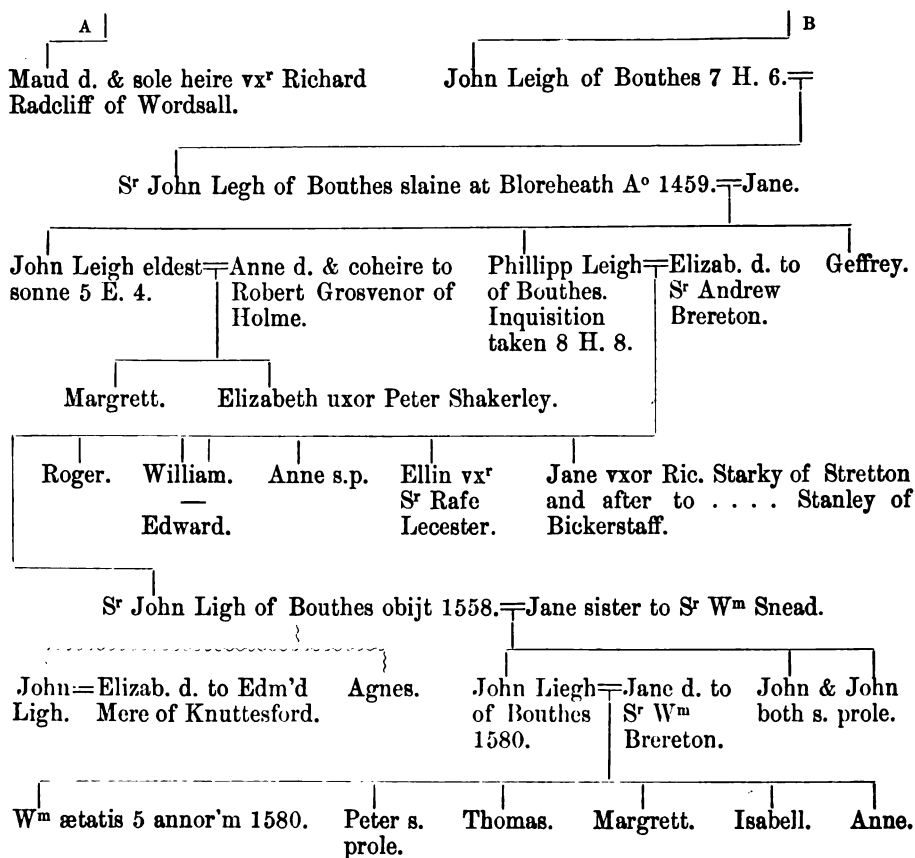 A B
Maud d. & sole heire vxʳ Richard
Radcliff of Wordsall.
John Leigh of Bouthes 7 H. 6.
Sʳ John Legh of Bouthes slaine at Bloreheath Aᵒ 1459. Jane.
John Leigh eldest
sonne 5 E. 4.
Anne d. & coheire to
Robert Grosvenor of
Holme.
Phillipp Leigh
of Bouthes.
Inquisition
taken 8 H. 8.
Elizab. d. to
Sʳ Andrew
Brereton.
Geffrey.
Margrett. Elizabeth uxor Peter Shakerley.
Roger.
William.
—
Edward.
Anne s.p.
Ellin vxʳ
Sʳ Rafe
Lecester.
Jane vxor Ric. Starky of Stretton
and after to . . . . Stanley of
Bickerstaff.
Sʳ John Ligh of Bouthes obijt 1558. Jane sister to Sʳ Wᵐ Snead.
John
Ligh.
Elizab. d. to Edm'd
Mere of Knuttesford.
Agnes.
John Liegh
of Bouthes
1580.
Jane d. to
Sʳ Wᵐ
Brereton.
John & John
both s. prole.
Wᵐ ætatis 5 annor'm 1580.
Peter s.
prole.
Thomas.
Margrett.
Isabell.
Anne.